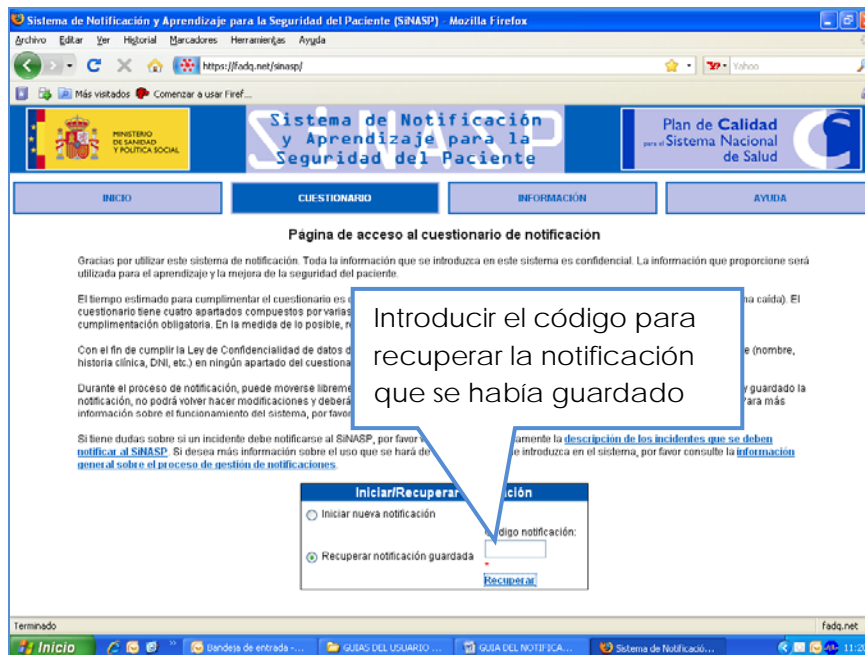 Sistema de Notificación y Aprendizaje para la Seguridad del Paciente (SiNASP) - Mozilla Firefox
Archivo Editar Ver Historial Marcadores Herramientas Ayuda
https://fadq.net/sinasp/
Yahoo
Más visitados Comenzar a usar Firef...
MINISTERIO
DE SANIDAD
Y POLÍTICA SOCIAL
SiNASP
Sistema de Notificación
y Aprendizaje para la
Seguridad del Paciente
Plan de Calidad
para el Sistema Nacional
de Salud
INICIO CUESTIONARIO INFORMACIÓN AYUDA
Página de acceso al cuestionario de notificación
Gracias por utilizar este sistema de notificación. Toda la información que se introduzca en este sistema es confidencial. La información que proporcione será
utilizada para el aprendizaje y la mejora de la seguridad del paciente.
El tiempo estimado para cumplimentar el cuestionario es caída). El
cuestionario tiene cuatro apartados compuestos por varias
cumplimentación obligatoria. En la medida de lo posible,
Con el fin de cumplir la Ley de Confidencialidad de datos (nombre,
historia clínica, DNI, etc.) en ningún apartado del
Durante el proceso de notificación, puede moverse y guardado la
notificación, no podrá volver hacer modificaciones y deberá Para más
información sobre el funcionamiento del sistema, por
Introducir el código para
recuperar la notificación
que se había guardado
Si tiene dudas sobre si un incidente debe notificarse al SiNASP, por favor la descripción de los incidentes que se deben
notificar al SiNASP. Si desea más información sobre el uso que se hará de se introduzca en el sistema, por favor consulte la información
general sobre el proceso de gestión de notificaciones.
Iniciar/Recuperar
Iniciar nueva notificación
notificación:
Recuperar notificación guardada
*
Recuperar
Terminado fadq.net
Inicio Bandeja de entrada -... GUIAS DEL USUARIO ... GUIA DEL NOTIFICA... Sistema de Notificació...